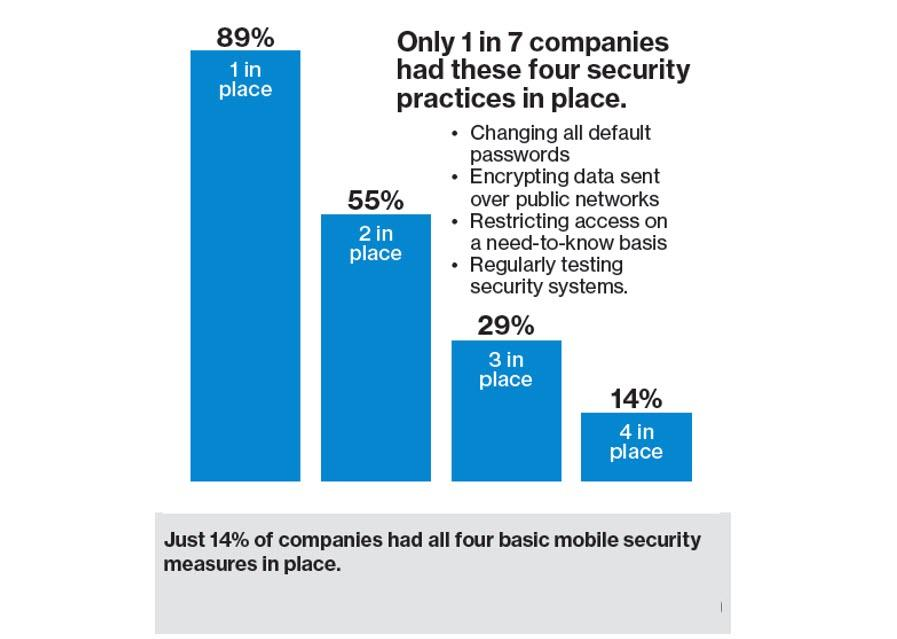 89%
1 in
place
Only 1 in 7 companies
had these four security
practices in place.
• Changing all default
passwords
• Encrypting data sent
over public networks
• Restricting access on
a need-to-know basis
• Regularly testing
security systems.
55%
2 in
place
29%
3 in
place
14%
4 in
place
Just 14% of companies had all four basic mobile security
measures in place.